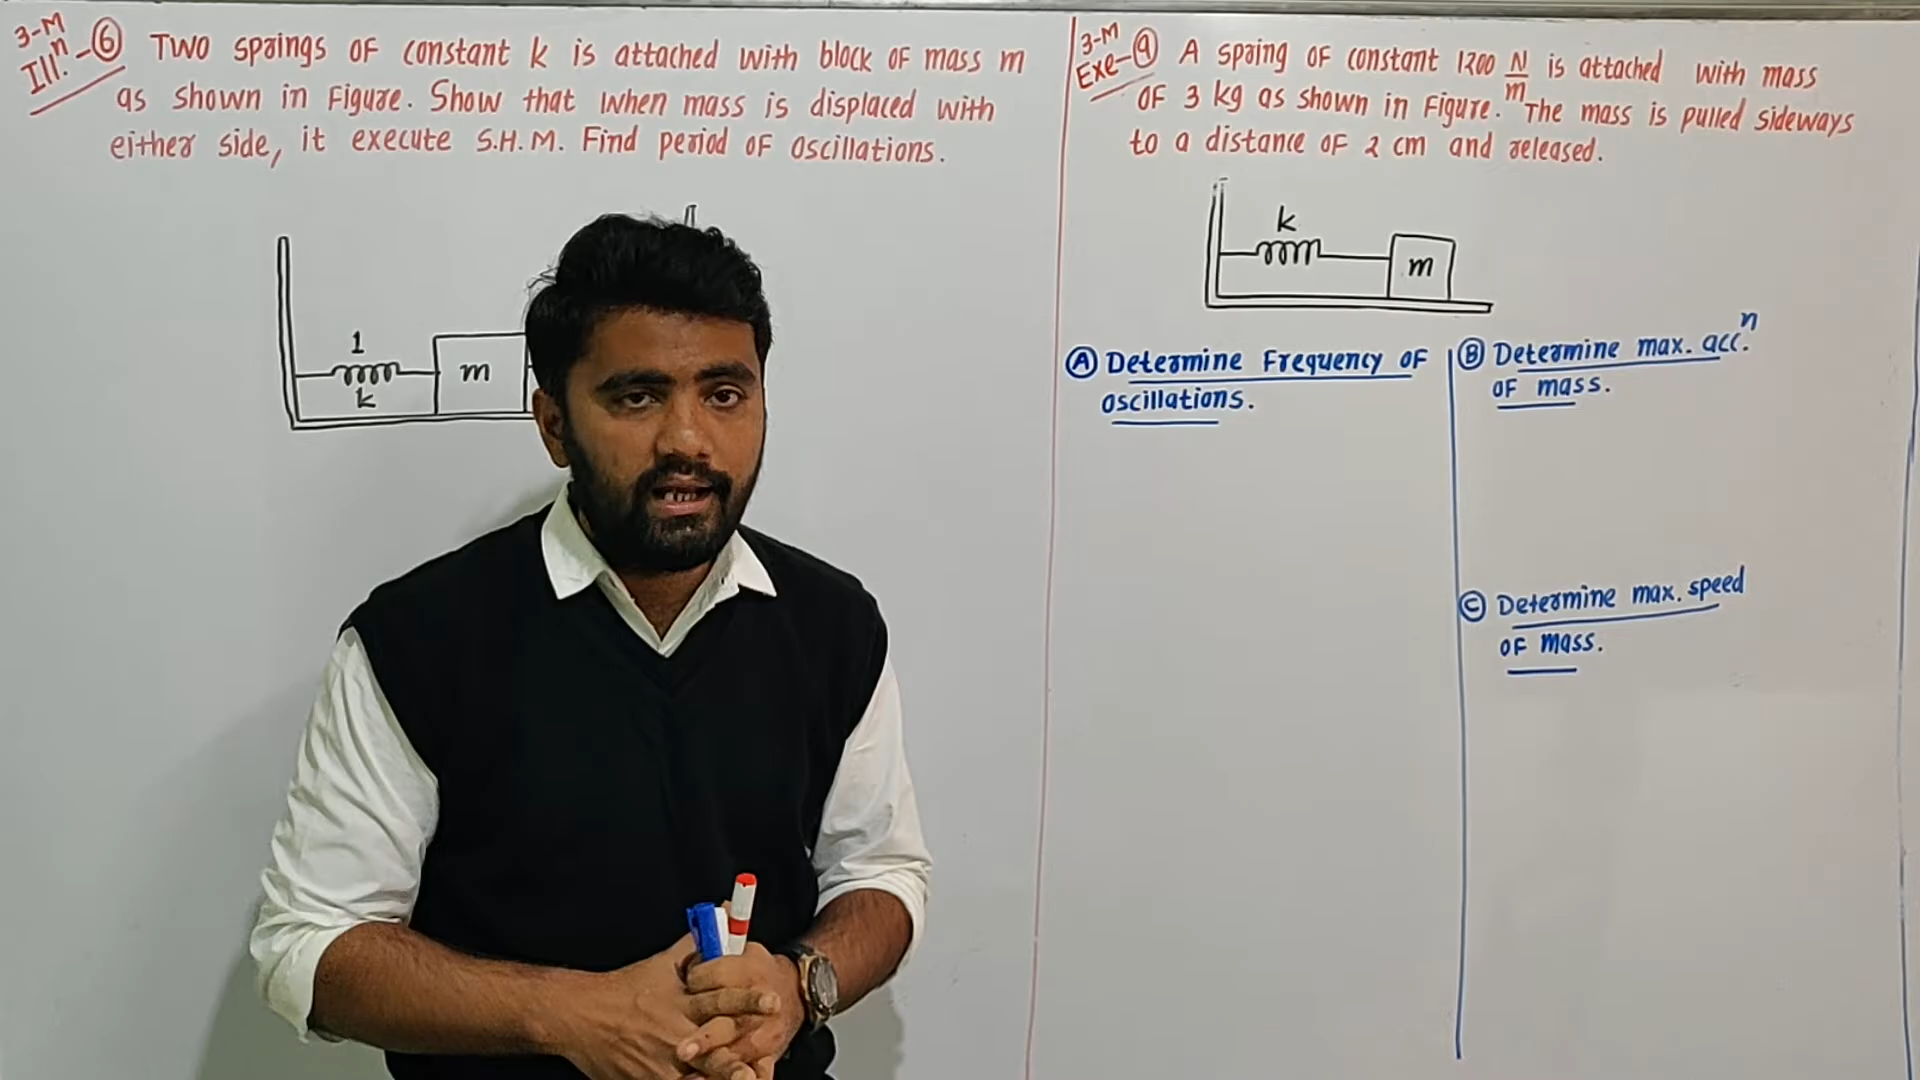 3-M
Illⁿ.-⑥ Two springs of constant k is attached with block of mass m
as shown in Figure. Show that when mass is displaced with
either side, it execute S.H.M. Find period of oscillations.
1
k
m
3-M
Exe-⑨ A spring of constant 1200 N/m is attached with mass
of 3 kg as shown in Figure. The mass is pulled sideways
to a distance of 2 cm and released.
k
m
Ⓐ Determine Frequency of
oscillations.
Ⓑ Determine max. accⁿ.
of mass.
Ⓒ Determine max. speed
of mass.